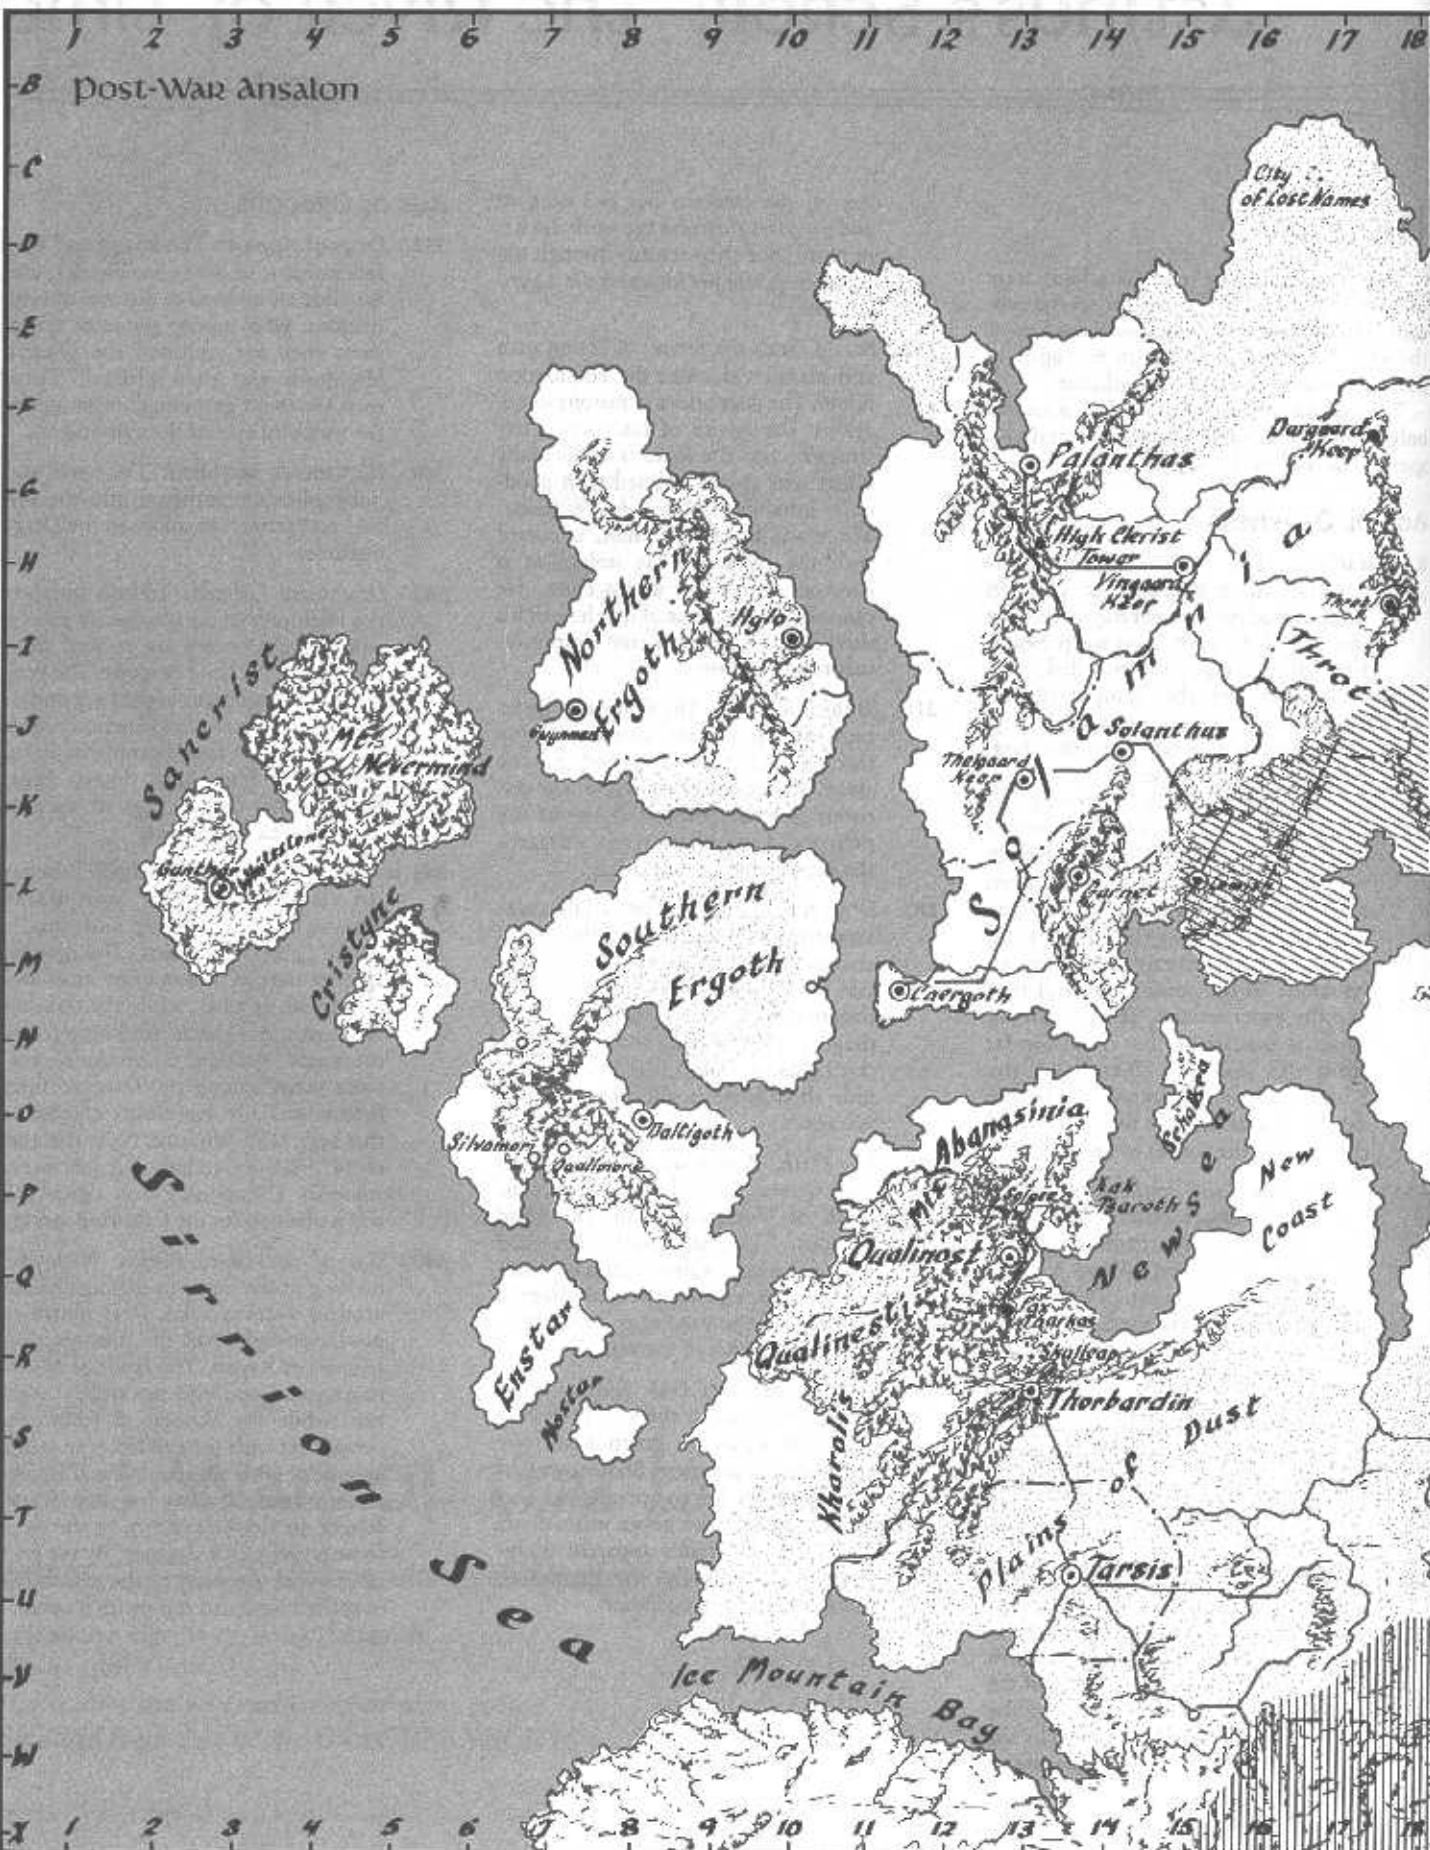 1 2 3 4 5 6 7 8 9 10 11 12 13 14 15 16 17 18
B
Post-War Ansalon
C
City
of Lost Names
D
E
F
Dargaard
Keep
Palanthas
G
High Clerist
Tower
H
Vingaard
Keep
Northern
Ergoth
Hylo
Throt
I
Sancrist
Solamnia
J
Solanthus
Mt.
Nevermind
Thelgaard
Keep
K
Gunthar
L
Garnet
Southern
Ergoth
Cristyne
M
Caergoth
N
Schallsea
O
Abanasinia
Daltigoth
Silvamori
Qualimori
P
Solace
Xak
Tsaroth
New Sea
New
Coast
Qualinost
Q
Sirrion Sea
Enstar
Pax
Tharkas
Qualinesti
R
Skullcap
Nostar
Thorbardin
S
Kharolis
Plains of Dust
T
Tarsis
U
V
Ice Mountain Bay
W
X 1 2 3 4 5 6 7 8 9 10 11 12 13 14 15 16 17 18